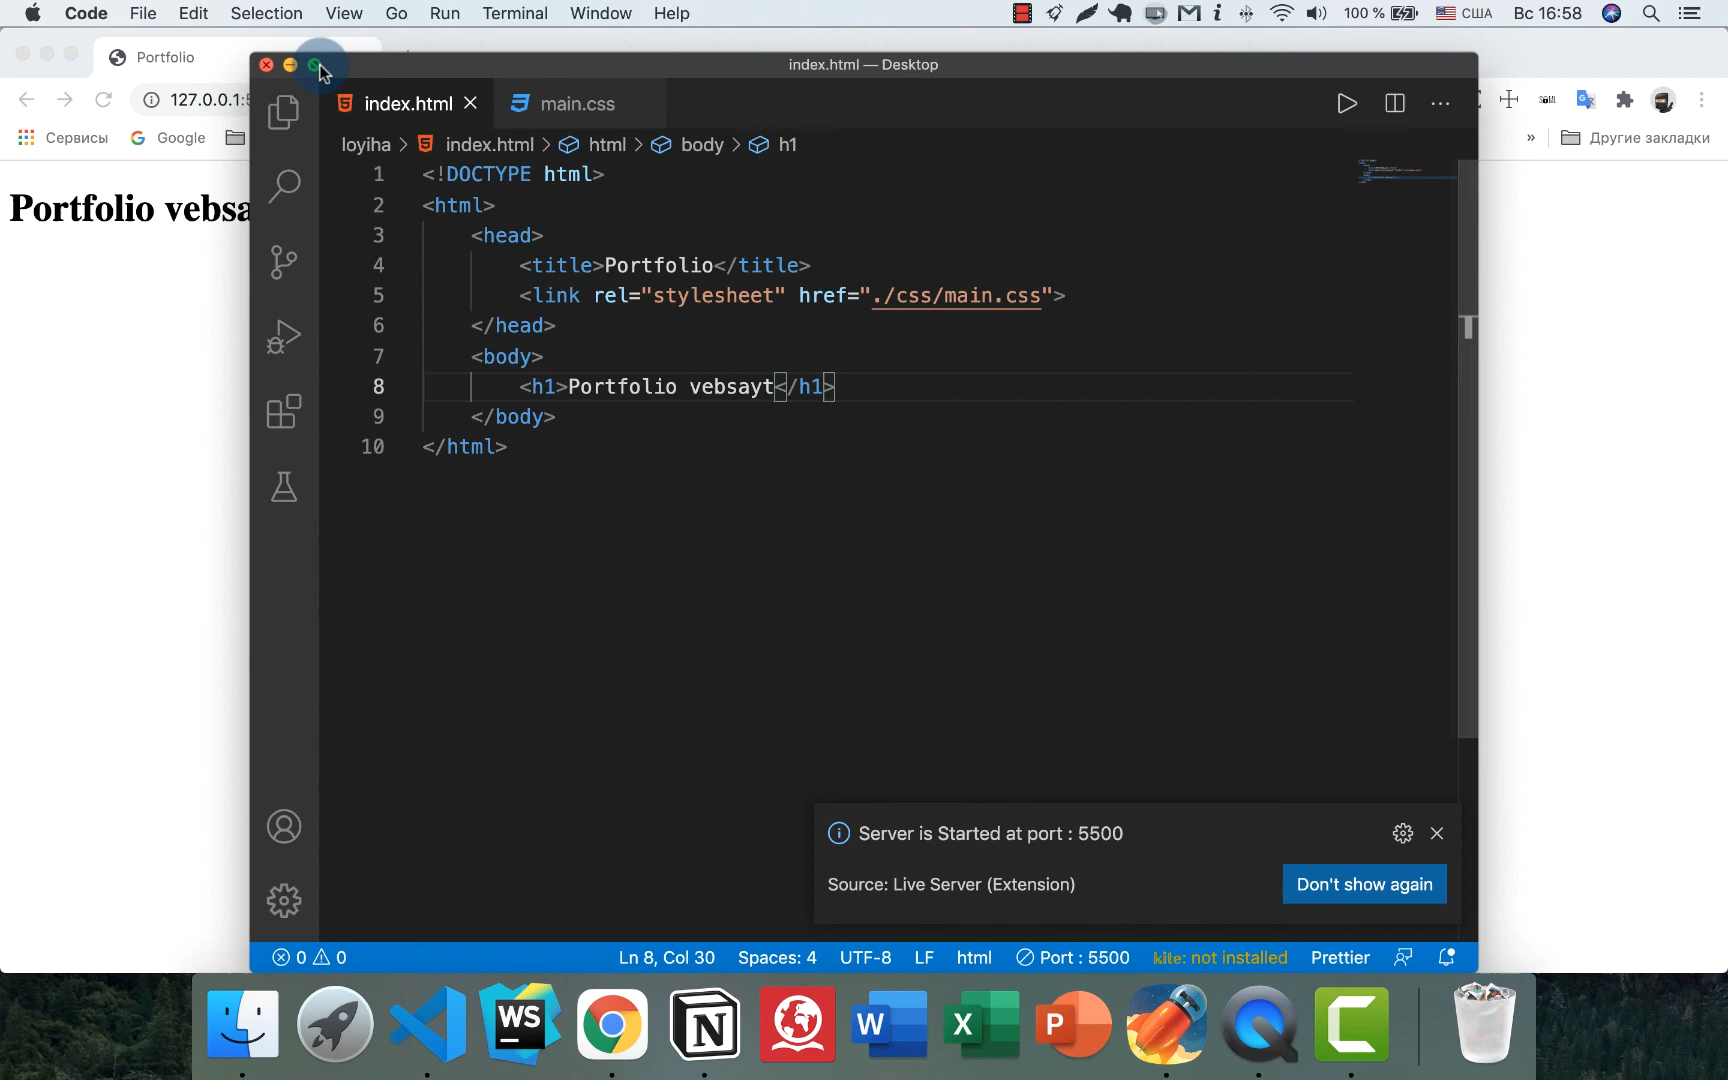 Code File Edit Selection View Go Run Terminal Window Help 100 % США Вс 16:58
Portfolio
index.html — Desktop
127.0.0.1:5
index.html main.css
Сервисы Google » Другие закладки
loyiha > index.html > html > body > h1
Portfolio vebsa
1 <!DOCTYPE html>
2 <html>
3 <head>
4 <title>Portfolio</title>
5 <link rel="stylesheet" href="./css/main.css">
6 </head>
7 <body>
8 <h1>Portfolio vebsayt</h1>
9 </body>
10 </html>
Server is Started at port : 5500
Source: Live Server (Extension) Don't show again
0 0 Ln 8, Col 30 Spaces: 4 UTF-8 LF html Port : 5500 kite: not installed Prettier
WS N W X P